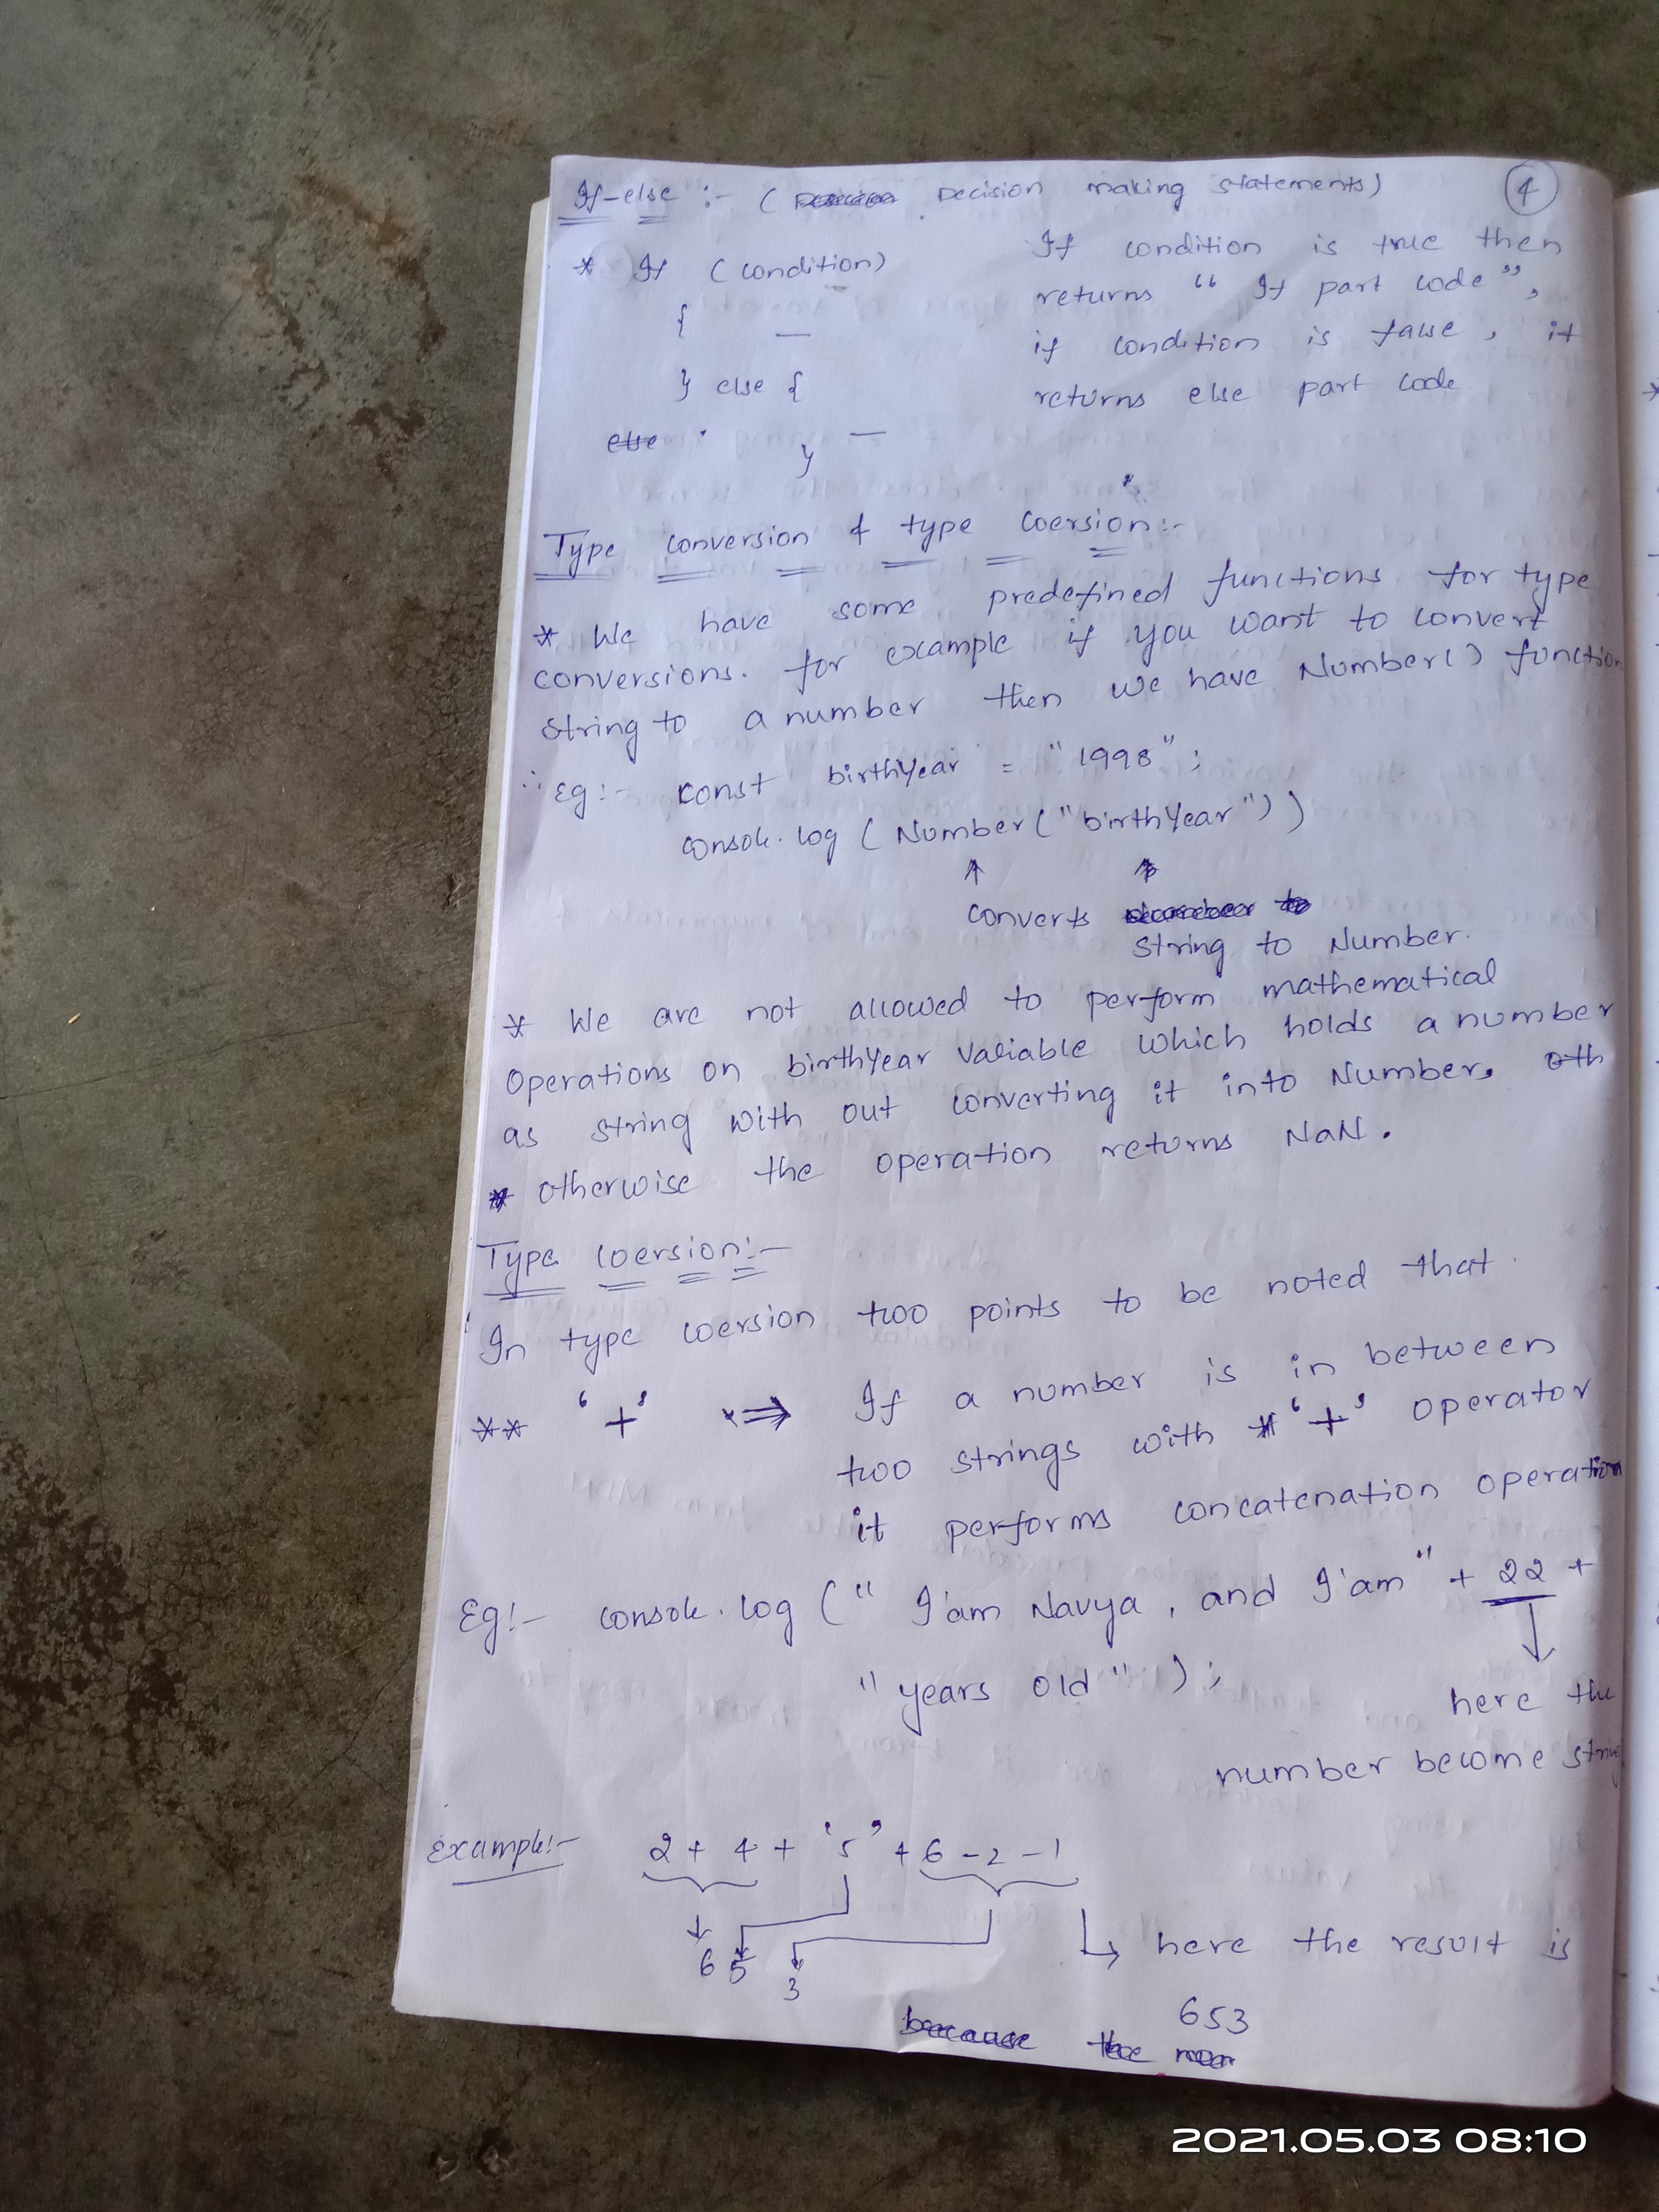 If-else :- ( Decision making statements)
4
* If (condition)
{ —
} else {
else — }
If condition is true then
returns “ If part code”,
if condition is false, it
returns else part code
Type conversion & type coersion:-
* We have some predefined functions for type
conversions. for example if you want to convert
string to a number then we have Number() function
∴ Eg:- const birthYear = "1998";
console.log (Number("birthYear"))
↑ ↑
converts
string to Number.
* We are not allowed to perform mathematical
Operations on birthYear Variable which holds a number
as string with out converting it into Number. oth
* otherwise the operation returns NaN.
Type coersion:-
In type coersion two points to be noted that
** ‘+’ ⇒ If a number is in between
two strings with ‘+’ operator
it performs concatenation operation
Eg:- console.log (" I'am Navya, and I'am" + 22 +
"years old" );
↓
here the
number become string
Example:- 2 + 4 + ‘5’ + 6 - 2 - 1
6 5 3
↳ here the result is
653
because the
2021.05.03 08:10